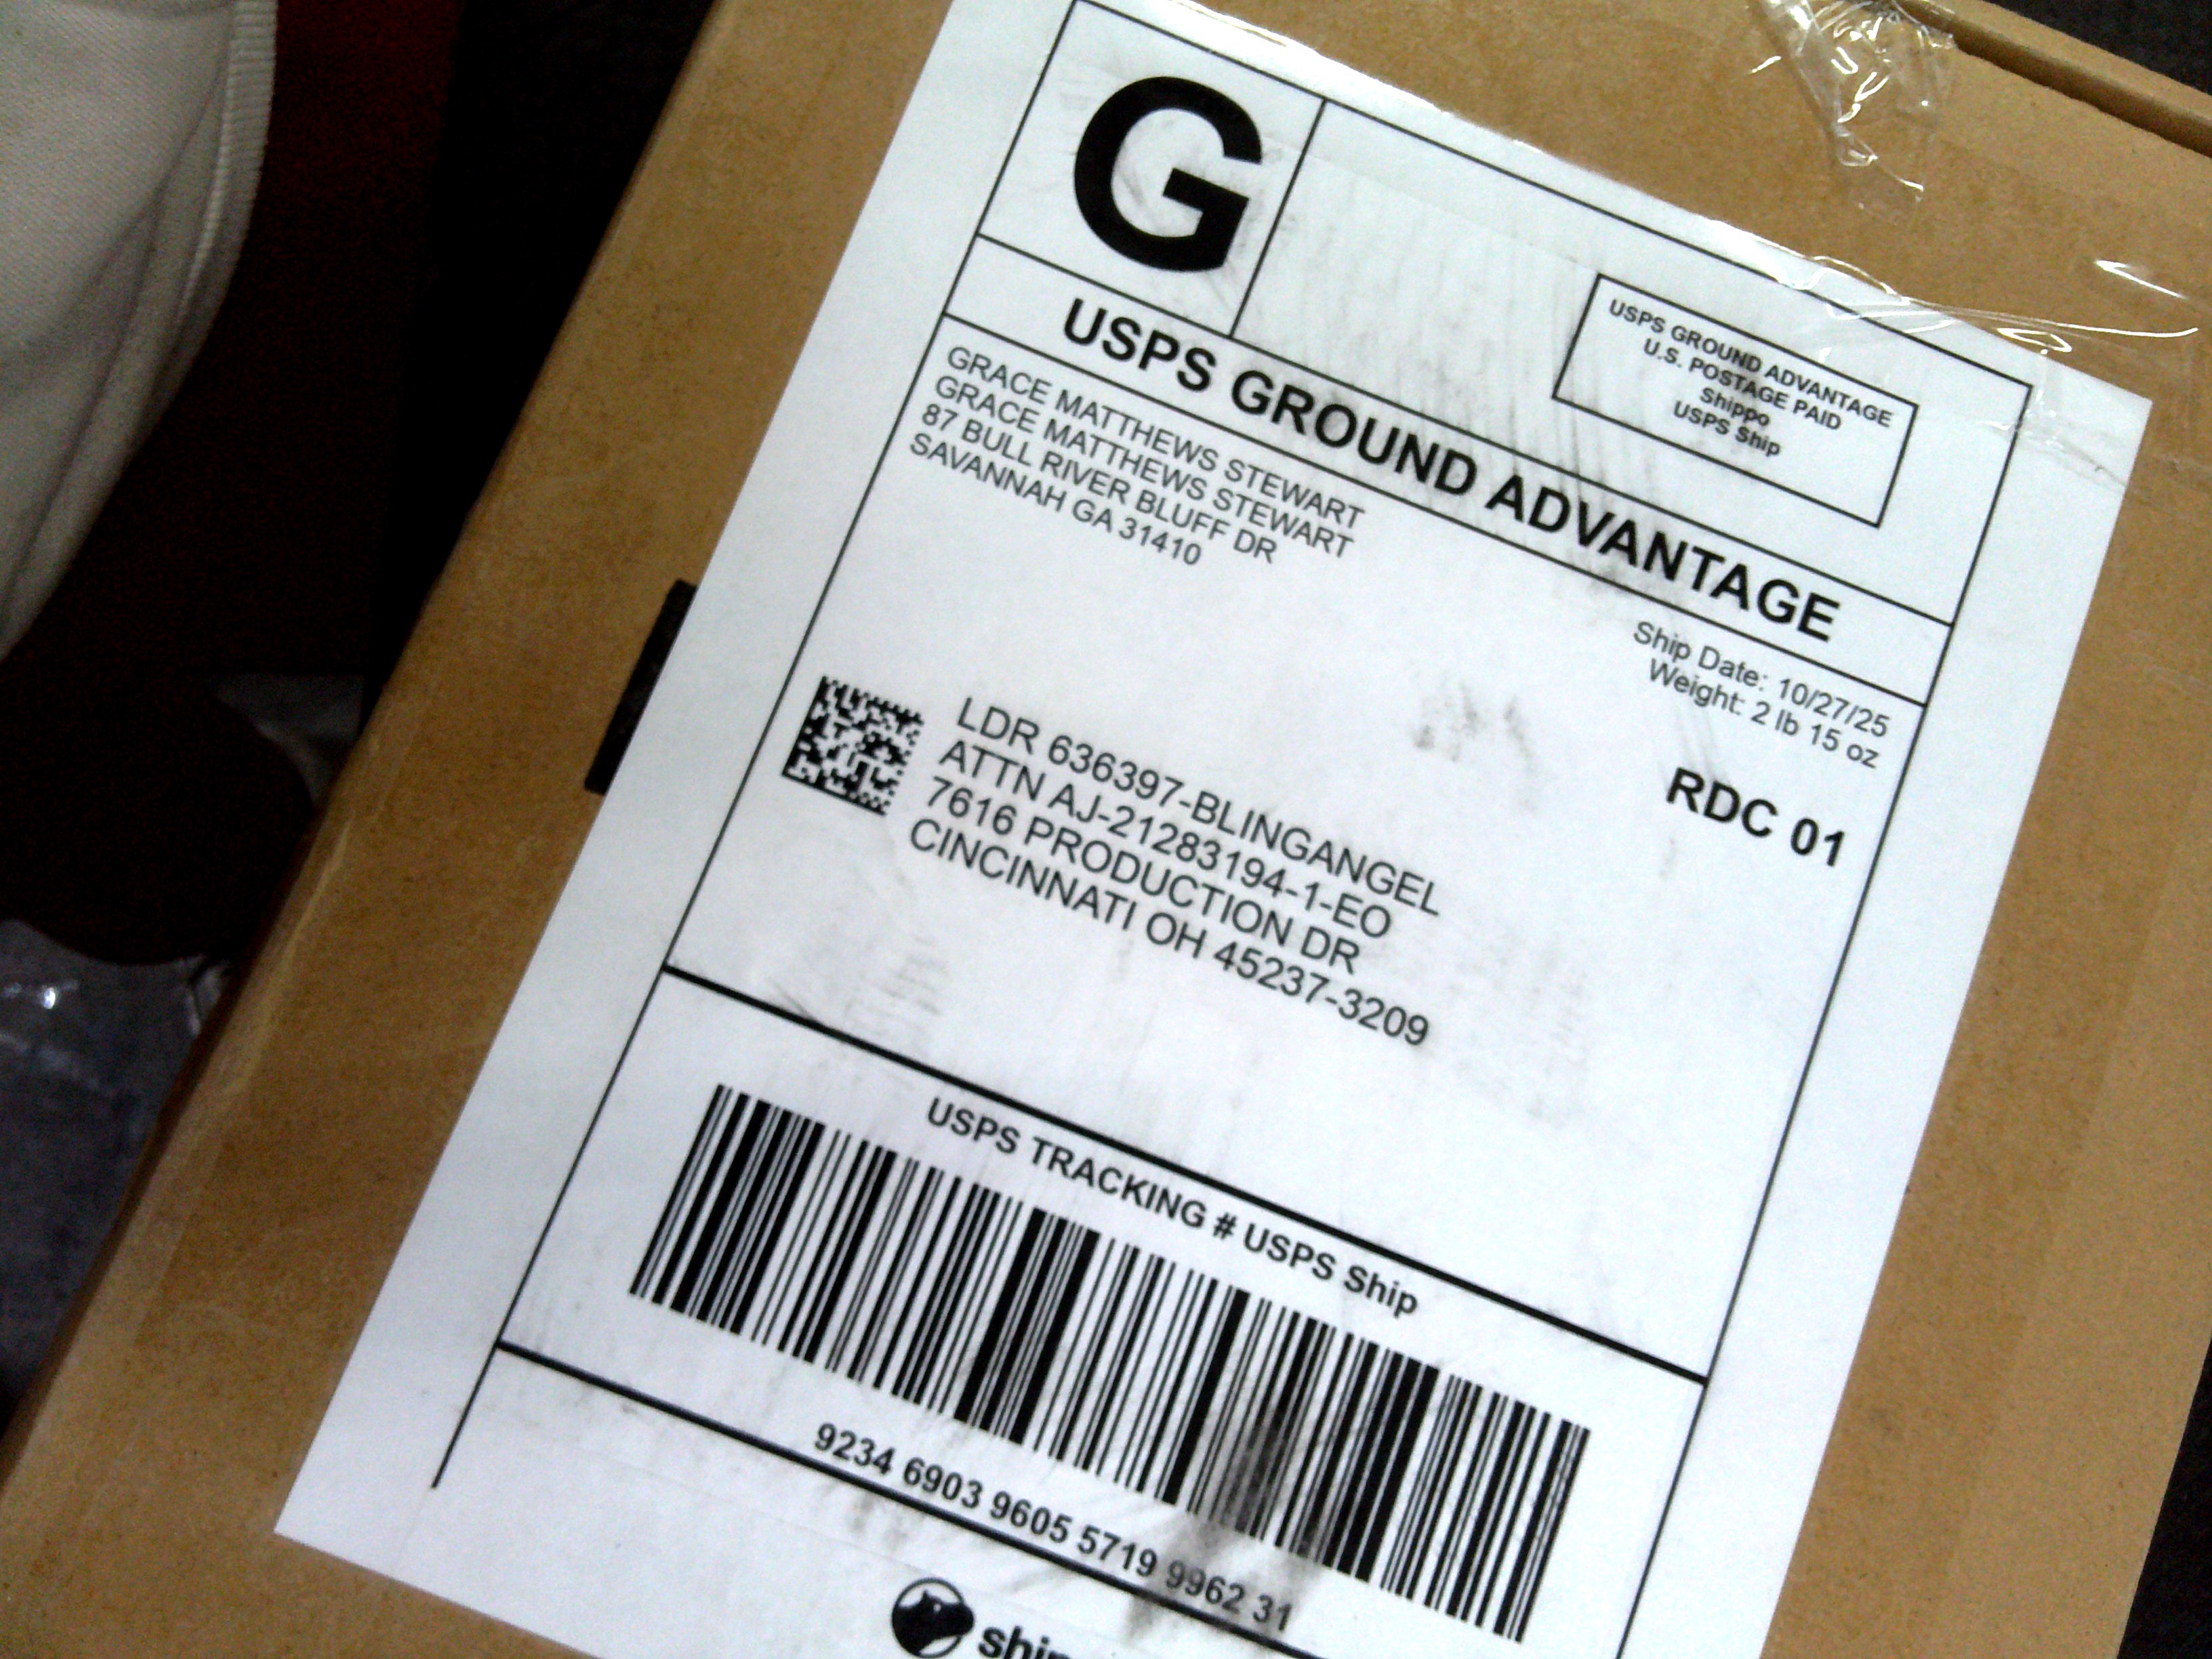 G
USPS GROUND ADVANTAGE
U.S. POSTAGE PAID
Shippo
USPS Ship
USPS GROUND ADVANTAGE
GRACE MATTHEWS STEWART
GRACE MATTHEWS STEWART
87 BULL RIVER BLUFF DR
SAVANNAH GA 31410
Ship Date: 10/27/25
Weight: 2 lb 15 oz
RDC 01
LDR 636397-BLINGANGEL
ATTN AJ-21283194-1-EO
7616 PRODUCTION DR
CINCINNATI OH 45237-3209
USPS TRACKING # USPS Ship
9234 6903 9605 5719 9962 31